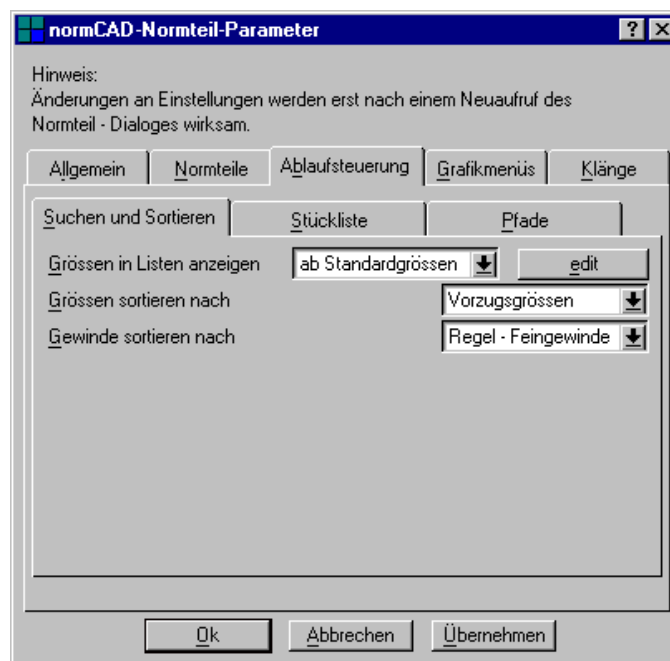 normCAD-Normteil-Parameter
Hinweis:
Änderungen an Einstellungen werden erst nach einem Neuaufruf des
Normteil - Dialoges wirksam.
Allgemein Normteile Ablaufsteuerung Grafikmenüs Klänge
Suchen und Sortieren Stückliste Pfade
Grössen in Listen anzeigen ab Standardgrössen edit
Grössen sortieren nach Vorzugsgrössen
Gewinde sortieren nach Regel - Feingewinde
Ok Abbrechen Übernehmen